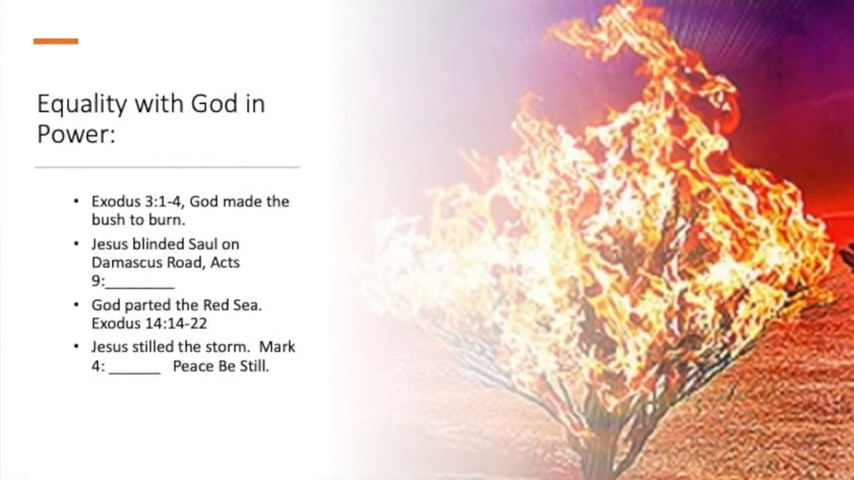 Equality with God in
Power:
• Exodus 3:1-4, God made the
bush to burn.
• Jesus blinded Saul on
Damascus Road, Acts
9:________
• God parted the Red Sea.
Exodus 14:14-22
• Jesus stilled the storm.  Mark
4: ______   Peace Be Still.